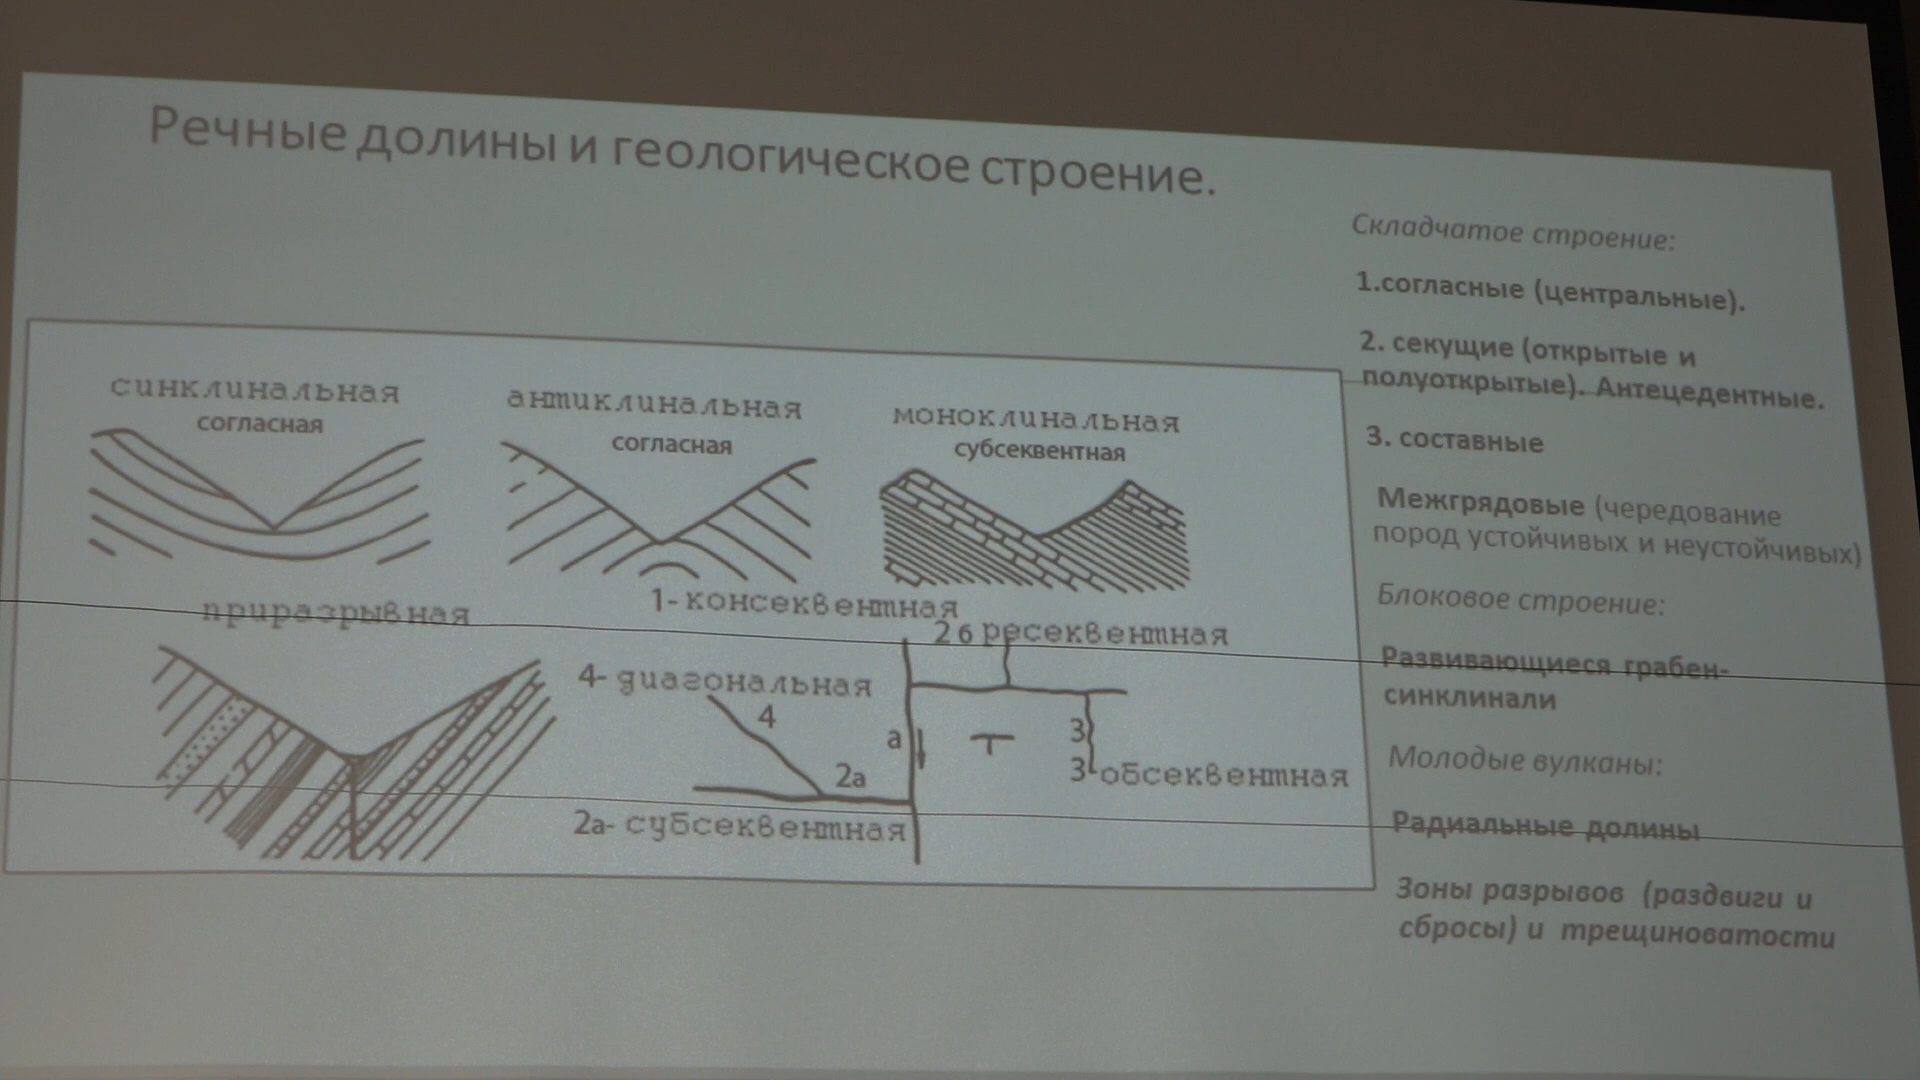 Речные долины и геологическое строение.
Складчатое строение:
1.согласные (центральные).
2. секущие (открытые и
полуоткрытые). Антецедентные.
3. составные
Межгрядовые (чередование
пород устойчивых и неустойчивых)
Блоковое строение:
Развивающиеся грабен-
синклинали
Молодые вулканы:
Радиальные долины
Зоны разрывов (раздвиги и
сбросы) и трещиноватости
синклинальная
согласная
антиклинальная
согласная
моноклинальная
субсеквентная
приразрывная
1- консеквентная
2 б ресеквентная
4- диагональная
4
а
3
2а
3-обсеквентная
2а- субсеквентная